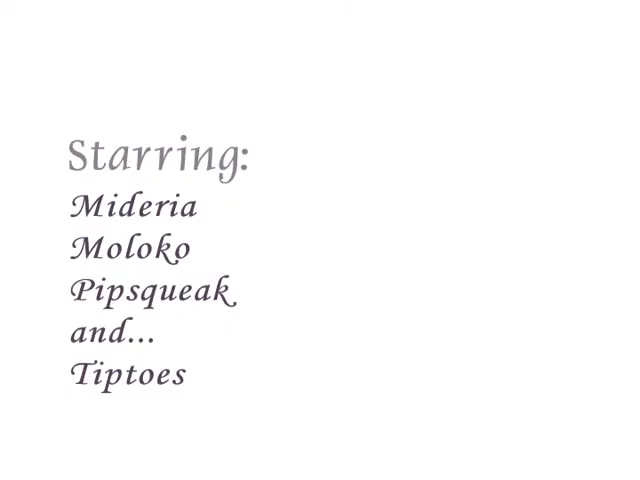 Starring:
Mideria
Moloko
Pipsqueak
and...
Tiptoes